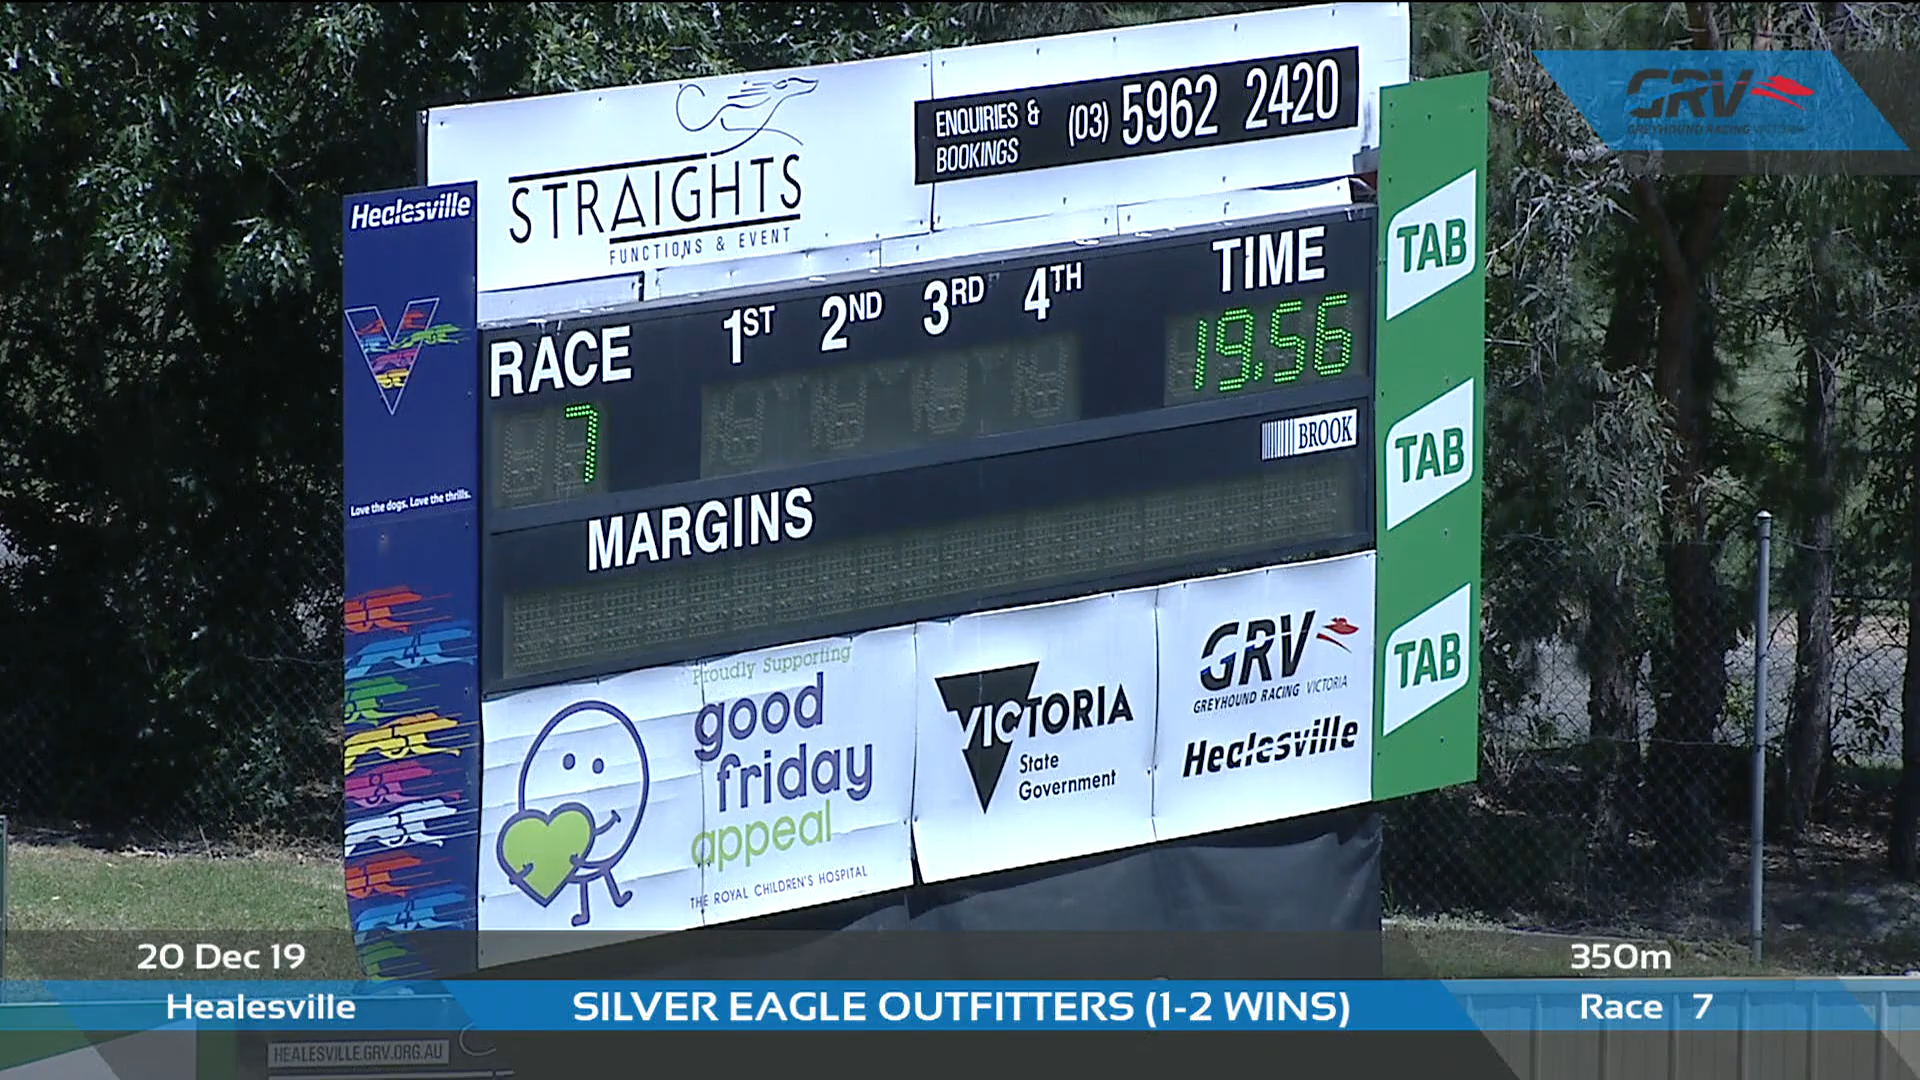 GRV
GREYHOUND RACING VICTORIA
STRAIGHTS
FUNCTIONS & EVENT
ENQUIRIES &
BOOKINGS
(03) 5962 2420
Healesville
Love the dogs. Love the thrills.
RACE 1ST 2ND 3RD 4TH TIME
7 19.56
BROOK
MARGINS
TAB
TAB
TAB
Proudly Supporting
good
friday
appeal
THE ROYAL CHILDREN'S HOSPITAL
VICTORIA
State
Government
GRV
GREYHOUND RACING VICTORIA
Healesville
20 Dec 19
350m
Healesville
SILVER EAGLE OUTFITTERS (1-2 WINS)
Race 7
HEALESVILLE.GRV.ORG.AU